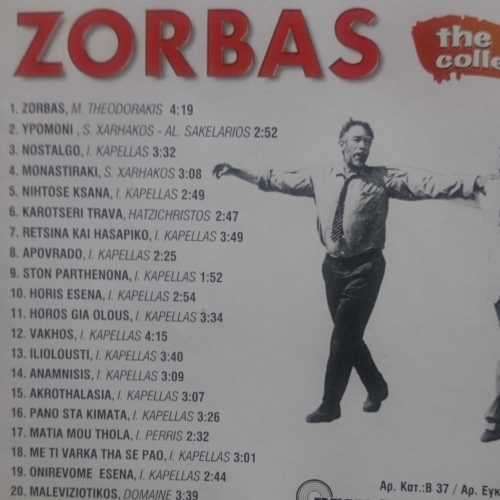 ZORBAS
the
colle
1. ZORBAS, M. THEODORAKIS 4:19
2. YPOMONI , S. XARHAKOS - AL. SAKELARIOS 2:52
3. NOSTALGO, I. KAPELLAS 3:32
4. MONASTIRAKI, S. XARHAKOS 3:08
5. NIHTOSE KSANA, I. KAPELLAS 2:49
6. KAROTSERI TRAVA, HATZICHRISTOS 2:47
7. RETSINA KAI HASAPIKO, I. KAPELLAS 3:49
8. APOVRADO, I. KAPELLAS 2:25
9. STON PARTHENONA, I. KAPELLAS 1:52
10. HORIS ESENA, I. KAPELLAS 2:54
11. HOROS GIA OLOUS, I. KAPELLAS 3:34
12. VAKHOS, I. KAPELLAS 4:15
13. ILIOLOUSTI, I. KAPELLAS 3:40
14. ANAMNISIS, I. KAPELLAS 3:09
15. AKROTHALASIA, I. KAPELLAS 3:07
16. PANO STA KIMATA, I. KAPELLAS 3:26
17. MATIA MOU THOLA, I. PERRIS 2:32
18. ME TI VARKA THA SE PAO, I. KAPELLAS 3:01
19. ONIREVOME ESENA, I. KAPELLAS 2:44
20. MALEVIZIOTIKOS, DOMAINE 3:39
Αρ. Κατ.:Β 37 / Αρ. Εγκ